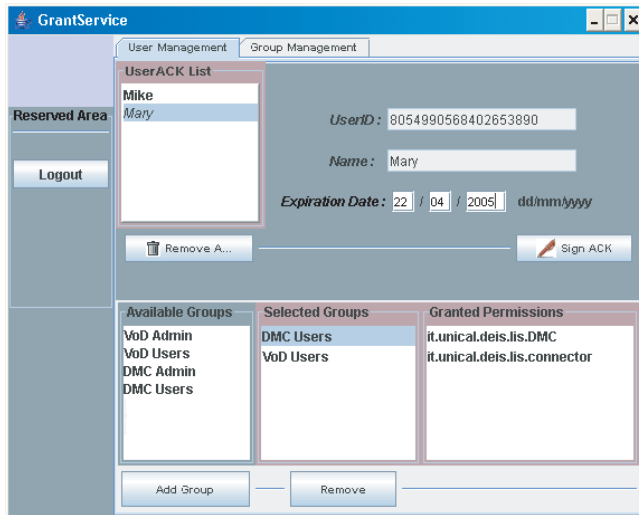 GrantService
User Management
Group Management
UserACK List
Mike
Mary
Reserved Area
Logout
UserID: 8054990568402653890
Name: Mary
Expiration Date: 22 / 04 / 2005 dd/mm/yyyy
Remove A...
Sign ACK
Available Groups
VoD Admin
VoD Users
DMC Admin
DMC Users
Selected Groups
DMC Users
VoD Users
Granted Permissions
it.unical.deis.lis.DMC
it.unical.deis.lis.connector
Add Group
Remove